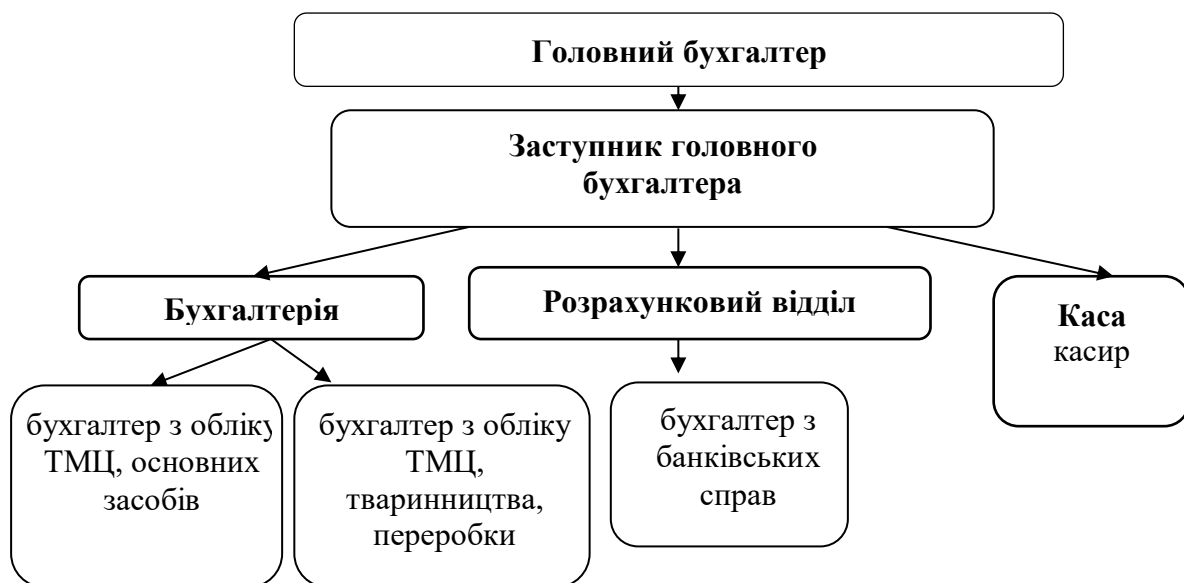 Головний бухгалтер
Заступник головного
бухгалтера
Бухгалтерія
Розрахунковий відділ
Каса
касир
бухгалтер з обліку
ТМЦ, основних
засобів
бухгалтер з обліку
ТМЦ,
тваринництва,
переробки
бухгалтер з
банківських
справ